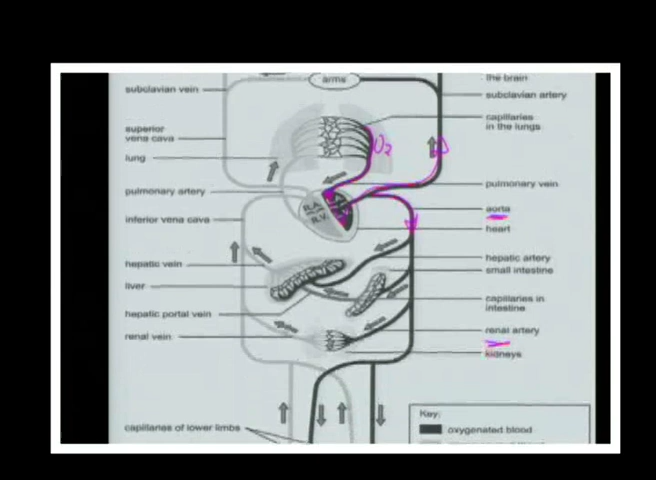 arms
the brain
subclavian vein
subclavian artery
superior
vena cava
capillaries
in the lungs
lung
O2
pulmonary artery
pulmonary vein
R.A.
R.V.
aorta
inferior vena cava
heart
hepatic vein
hepatic artery
small intestine
liver
capillaries in
intestine
hepatic portal vein
renal vein
renal artery
kidneys
Key:
capillaries of lower limbs
oxygenated blood